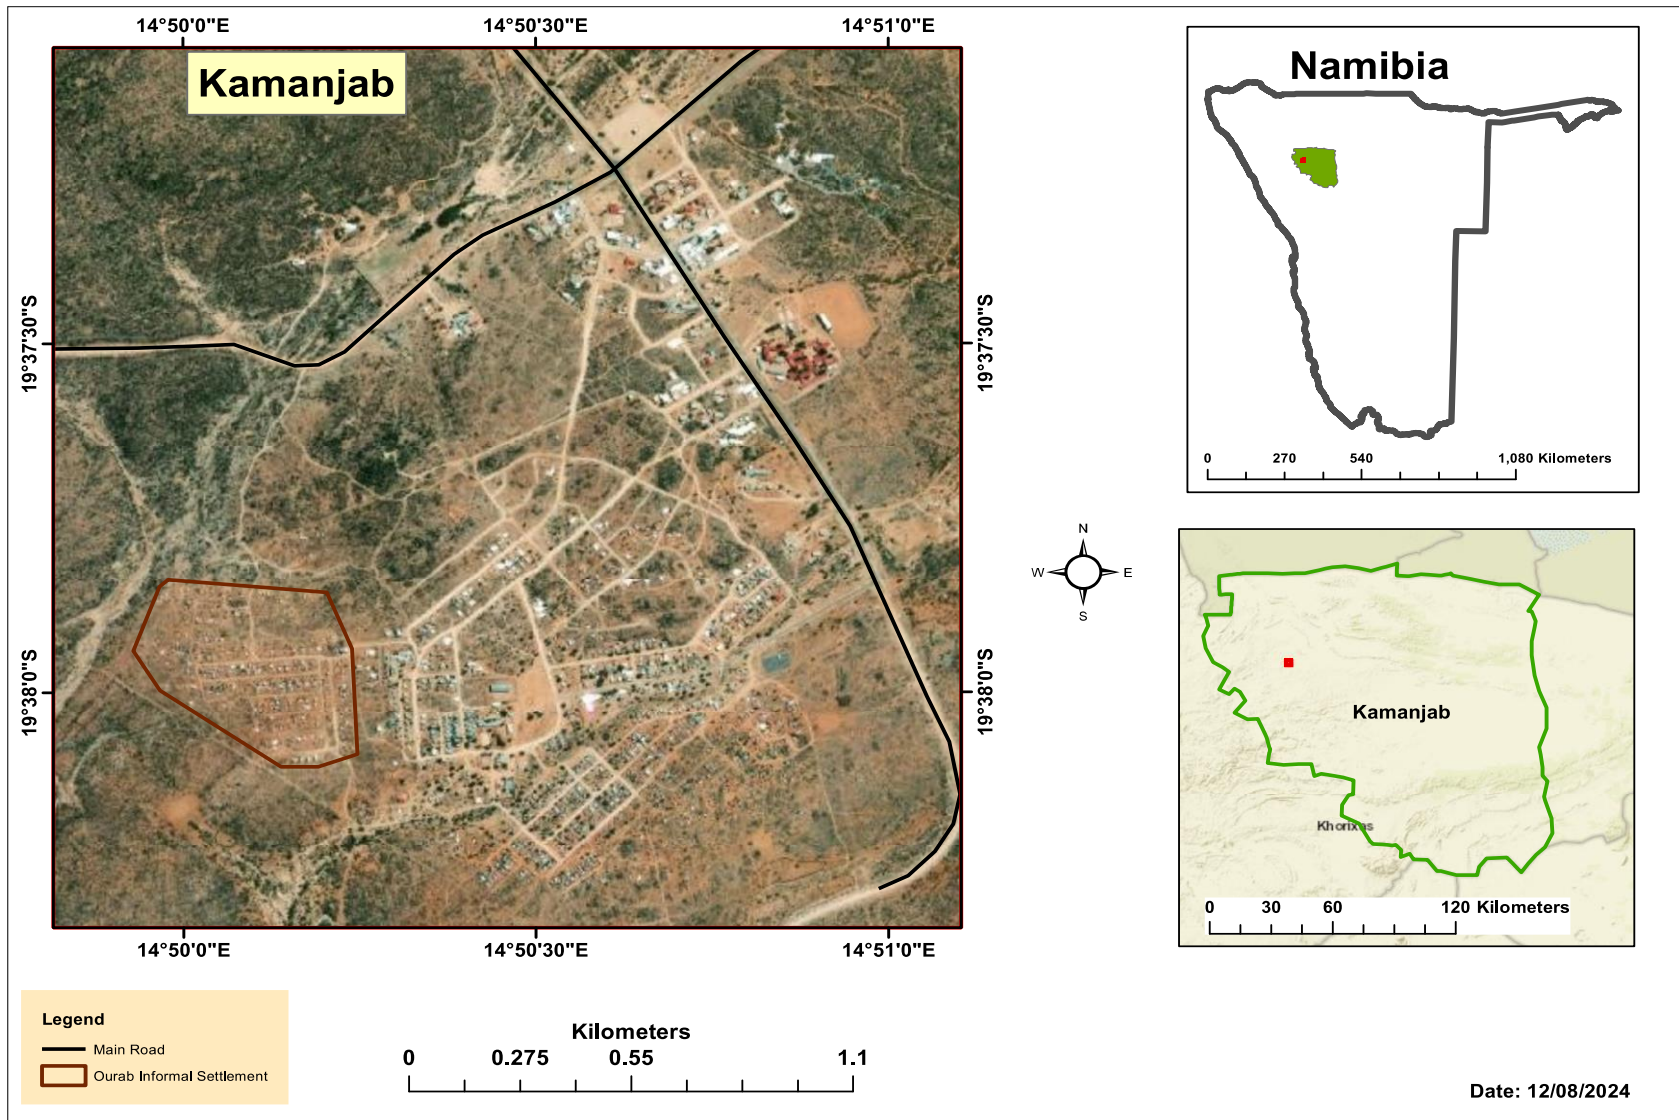 14°50'0"E
14°50'30"E
14°51'0"E
Kamanjab
19°37'30"S
19°38'0"S
19°37'30"S
19°38'0"S
14°50'0"E
14°50'30"E
14°51'0"E
Namibia
0 270 540 1,080 Kilometers
N
W E
S
Kamanjab
Khorixas
0 30 60 120 Kilometers
Legend
Main Road
Ourab Informal Settlement
Kilometers
0 0.275 0.55 1.1
Date: 12/08/2024